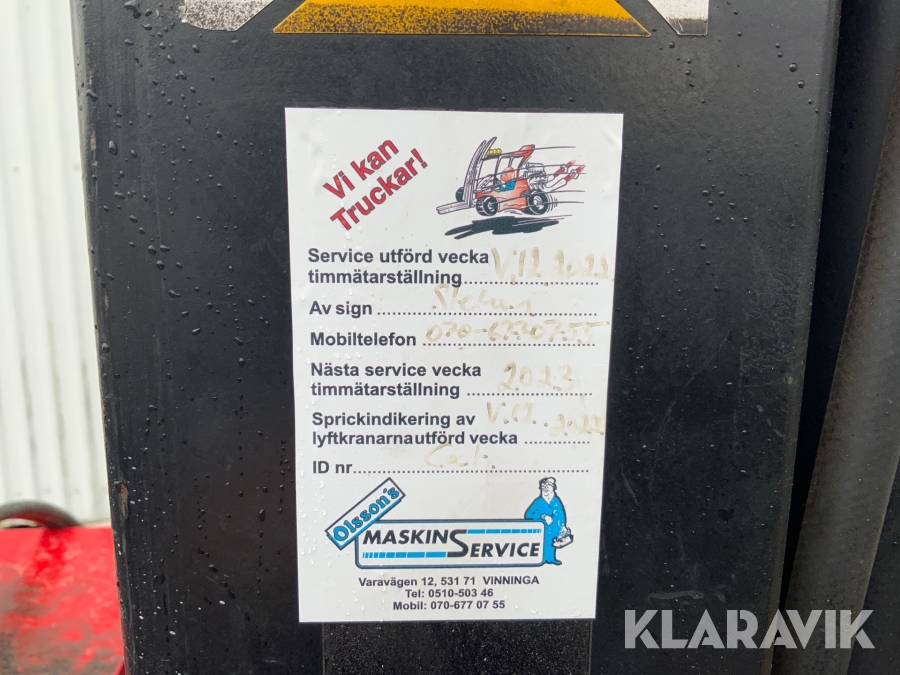 Vi kan
Truckar!
Service utförd vecka V.12 2022
timmätarställning
Av sign
Mobiltelefon
Nästa service vecka
timmätarställning 2023
Sprickindikering av V.12 2022
lyftkranarna utförd vecka
ID nr
Olsson's
MASKIN SERVICE
Varavägen 12, 531 71 VINNINGA
Tel: 0510-503 46
Mobil: 070-677 07 55
KLARAVIK